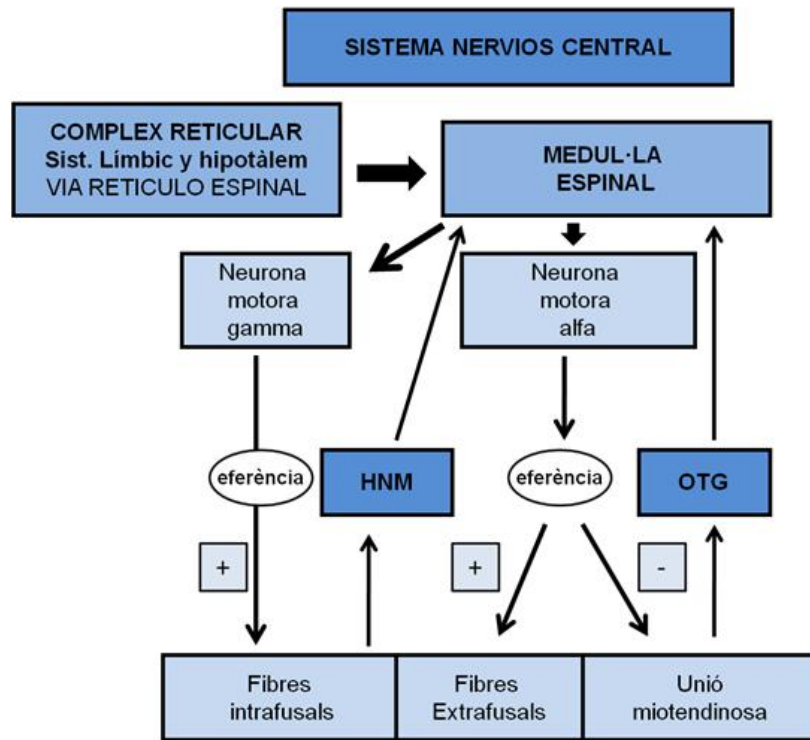 SISTEMA NERVIOS CENTRAL
COMPLEX RETICULAR
Sist. Límbic y hipotàlem
VIA RETICULO ESPINAL
MEDUL·LA
ESPINAL
Neurona
motora
gamma
Neurona
motora
alfa
eferència
HNM
eferència
OTG
+
+
-
Fibres
intrafusals
Fibres
Extrafusals
Unió
miotendinosa